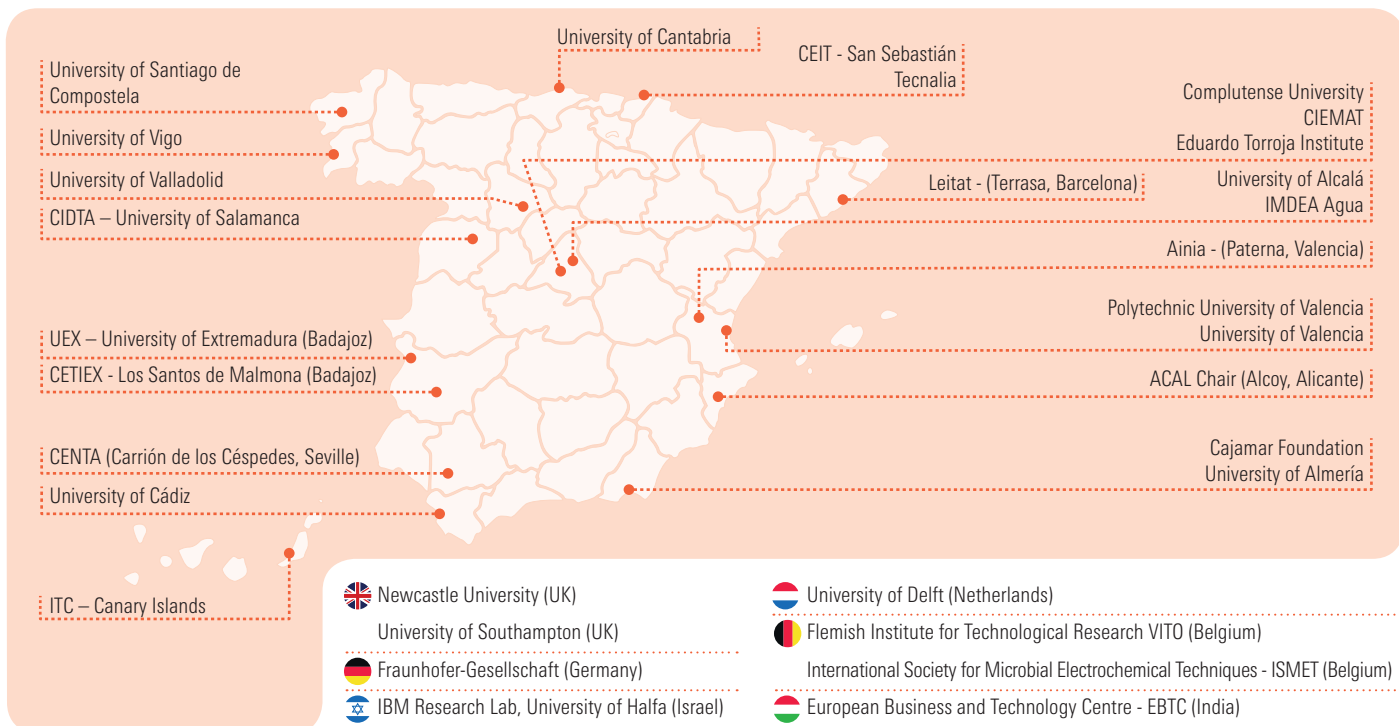 University of Cantabria
CEIT - San Sebastián
Tecnalia
University of Santiago de
Compostela
University of Vigo
University of Valladolid
CIDTA – University of Salamanca
Complutense University
CIEMAT
Eduardo Torroja Institute
Leitat - (Terrasa, Barcelona)
University of Alcalá
IMDEA Agua
Ainia - (Paterna, Valencia)
Polytechnic University of Valencia
University of Valencia
UEX – University of Extremadura (Badajoz)
CETIEX - Los Santos de Malmona (Badajoz)
ACAL Chair (Alcoy, Alicante)
CENTA (Carrión de los Céspedes, Seville)
University of Cádiz
Cajamar Foundation
University of Almería
ITC – Canary Islands
Newcastle University (UK)
University of Southampton (UK)
Fraunhofer-Gesellschaft (Germany)
IBM Research Lab, University of Halfa (Israel)
University of Delft (Netherlands)
Flemish Institute for Technological Research VITO (Belgium)
International Society for Microbial Electrochemical Techniques - ISMET (Belgium)
European Business and Technology Centre - EBTC (India)